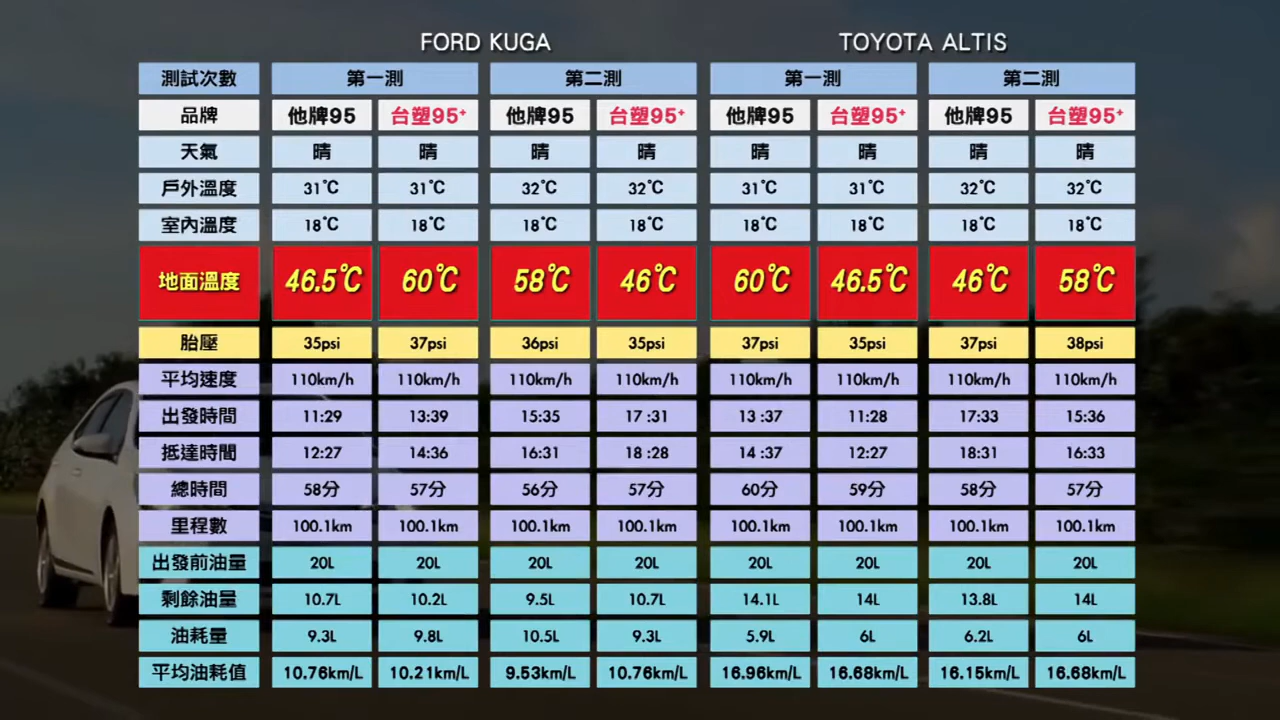 FORD KUGA TOYOTA ALTIS
測試次數 第一測 第二測 第一測 第二測
品牌 他牌95 台塑95+ 他牌95 台塑95+ 他牌95 台塑95+ 他牌95 台塑95+
天氣 晴 晴 晴 晴 晴 晴 晴 晴
戶外溫度 31℃ 31℃ 32℃ 32℃ 31℃ 31℃ 32℃ 32℃
室內溫度 18℃ 18℃ 18℃ 18℃ 18℃ 18℃ 18℃ 18℃
地面溫度 46.5℃ 60℃ 58℃ 46℃ 60℃ 46.5℃ 46℃ 58℃
胎壓 35psi 37psi 36psi 35psi 37psi 35psi 37psi 38psi
平均速度 110km/h 110km/h 110km/h 110km/h 110km/h 110km/h 110km/h 110km/h
出發時間 11:29 13:39 15:35 17:31 13:37 11:28 17:33 15:36
抵達時間 12:27 14:36 16:31 18:28 14:37 12:27 18:31 16:33
總時間 58分 57分 56分 57分 60分 59分 58分 57分
里程數 100.1km 100.1km 100.1km 100.1km 100.1km 100.1km 100.1km 100.1km
出發前油量 20L 20L 20L 20L 20L 20L 20L 20L
剩餘油量 10.7L 10.2L 9.5L 10.7L 14.1L 14L 13.8L 14L
油耗量 9.3L 9.8L 10.5L 9.3L 5.9L 6L 6.2L 6L
平均油耗值 10.76km/L 10.21km/L 9.53km/L 10.76km/L 16.96km/L 16.68km/L 16.15km/L 16.68km/L